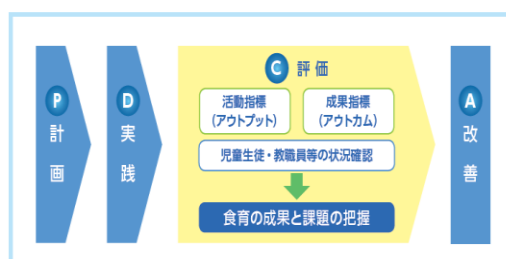 P
計画
D
実践
C 評価
活動指標
(アウトプット)
成果指標
(アウトカム)
児童生徒・教職員等の状況確認
食育の成果と課題の把握
A
改善